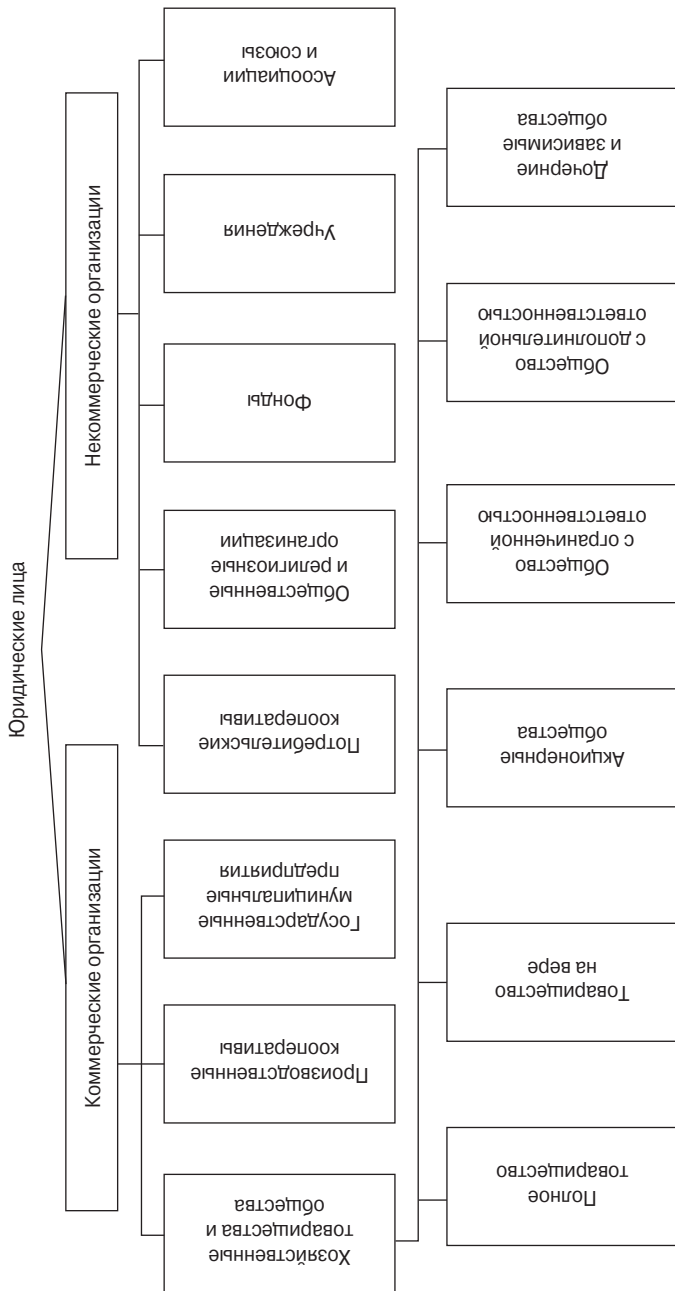 Юридические лица
Коммерческие организации
Некоммерческие организации
Хозяйственные
товарищества и
общества
Производственные
кооперативы
Государственные
муниципальные
предприятия
Потребительские
кооперативы
Общественные
и религиозные
организации
Фонды
Учреждения
Ассоциации
и союзы
Полное
товарищество
Товарищество
на вере
Акционерные
общества
Общество
с ограниченной
ответственностью
Общество
с дополнительной
ответственностью
Дочерние
и зависимые
общества